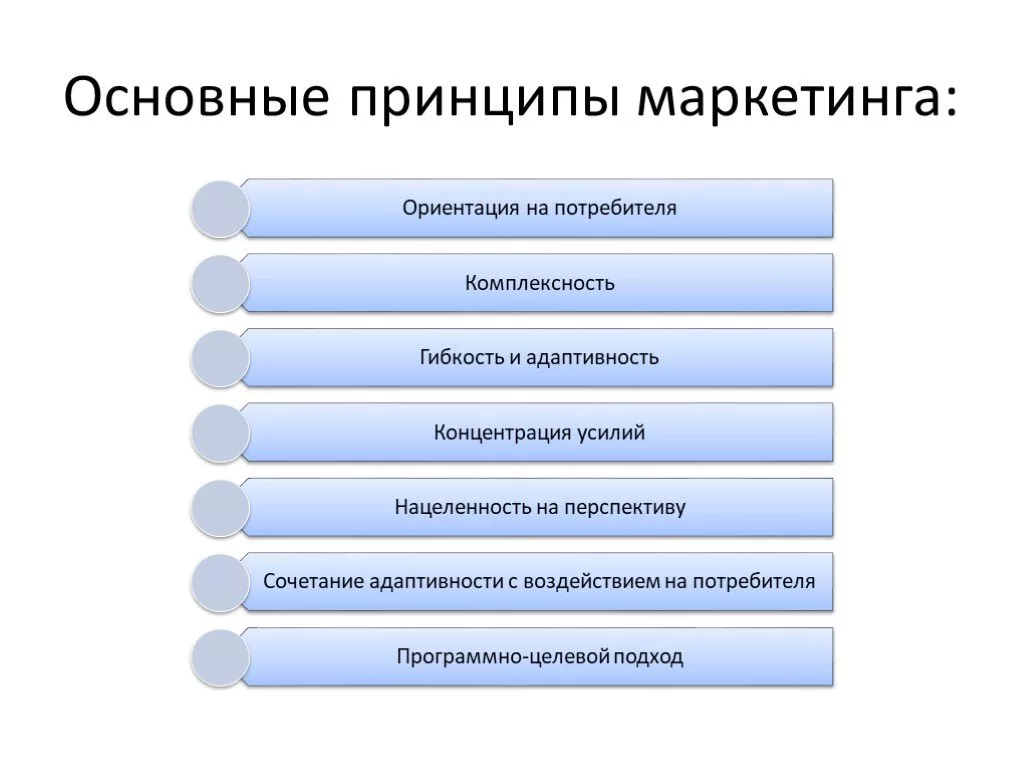 Основные принципы маркетинга:
Ориентация на потребителя
Комплексность
Гибкость и адаптивность
Концентрация усилий
Нацеленность на перспективу
Сочетание адаптивности с воздействием на потребителя
Программно-целевой подход